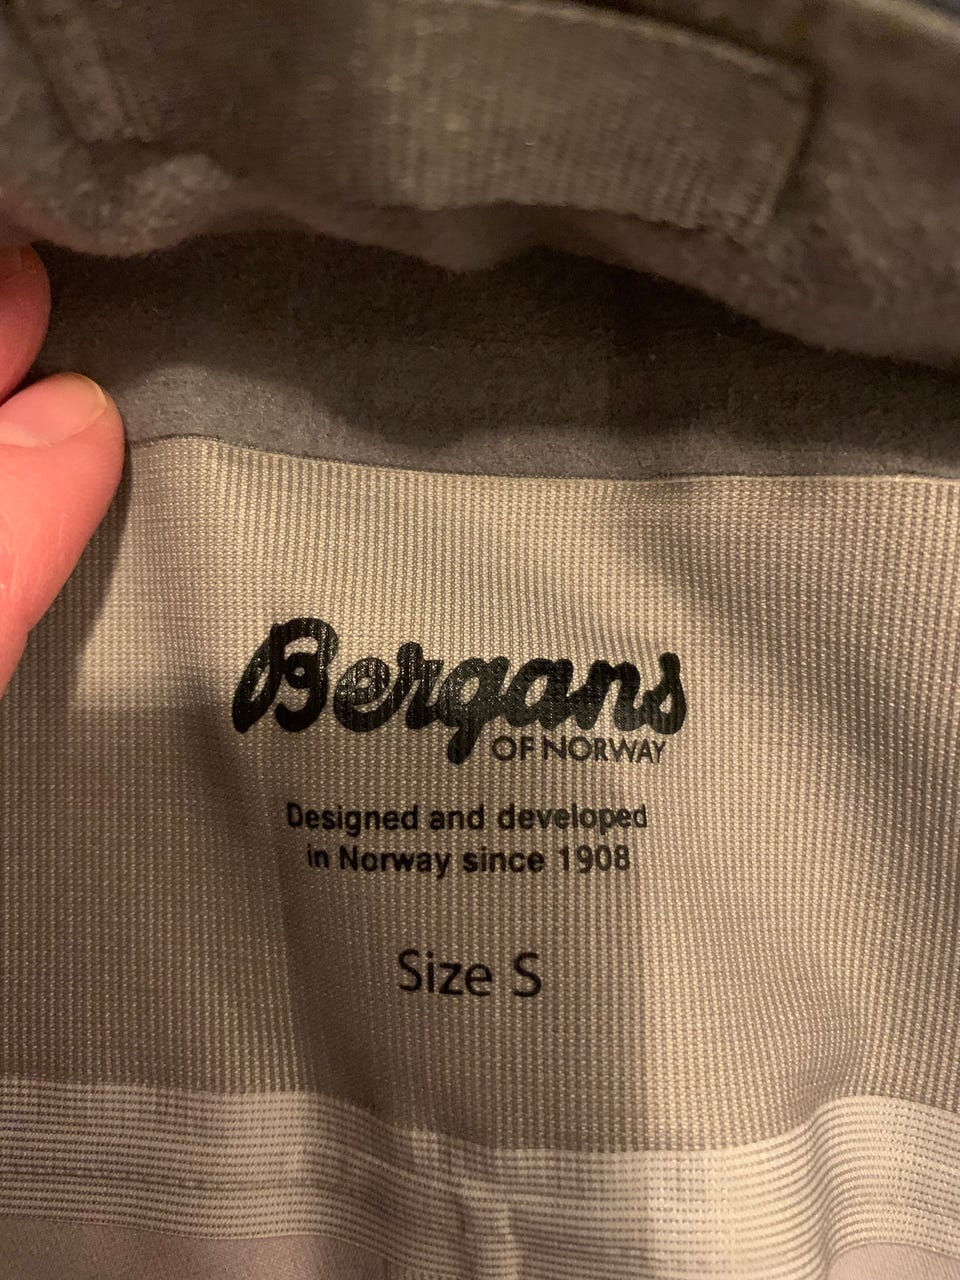 Bergans
OF NORWAY
Designed and developed
in Norway since 1908
Size S